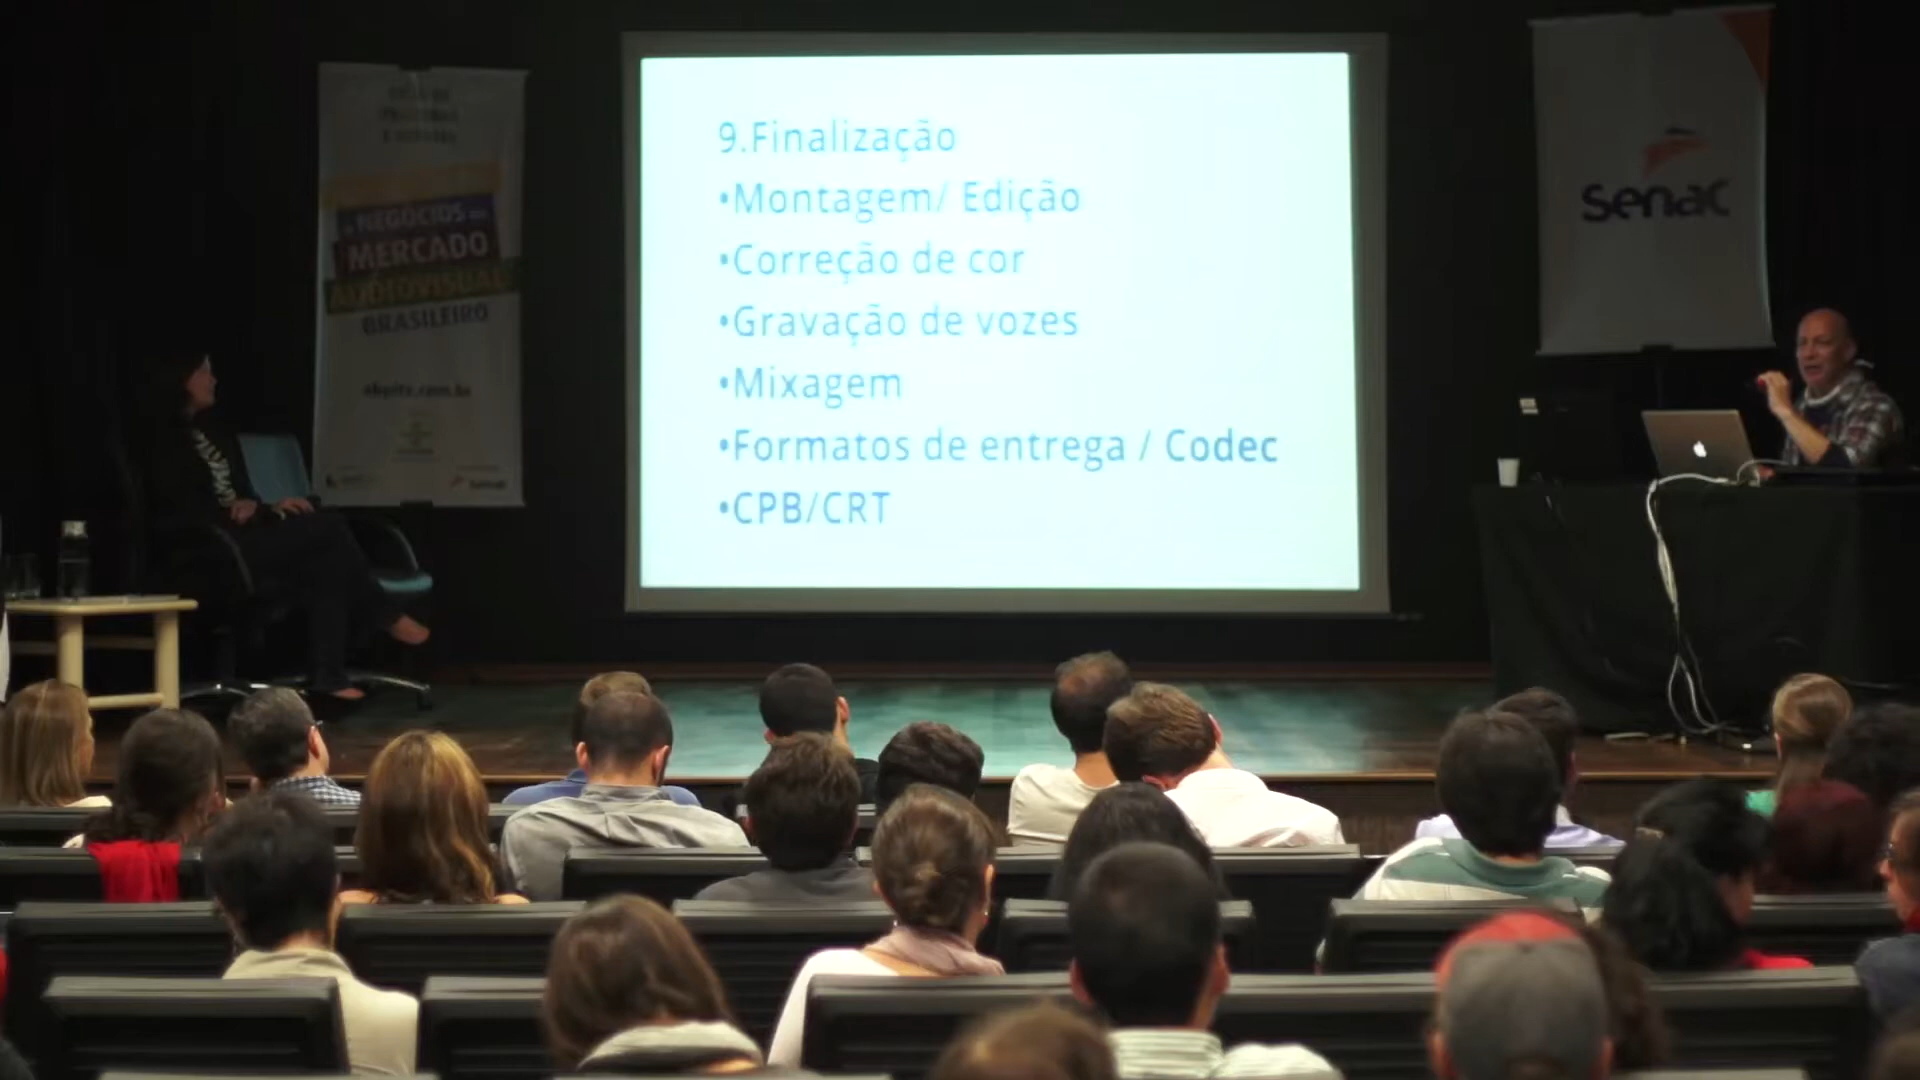 NEGÓCIOS
MERCADO
AUDIOVISUAL
BRASILEIRO
9.Finalização
•Montagem/ Edição
•Correção de cor
•Gravação de vozes
•Mixagem
•Formatos de entrega / Codec
•CPB/CRT
senac